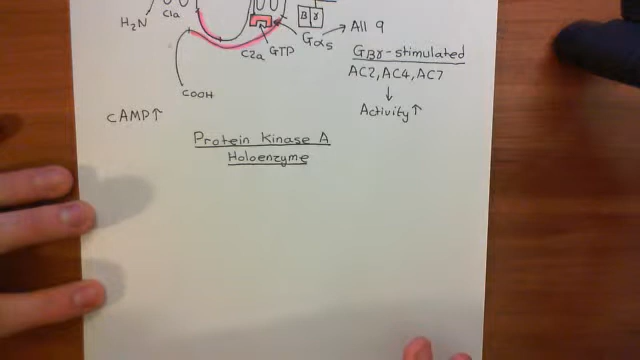 H₂N
C1a
β γ
Gαs
All 9
C2a
GTP
Gβγ-stimulated
AC2, AC4, AC7
Activity↑
COOH
cAMP↑
Protein Kinase A
Holoenzyme